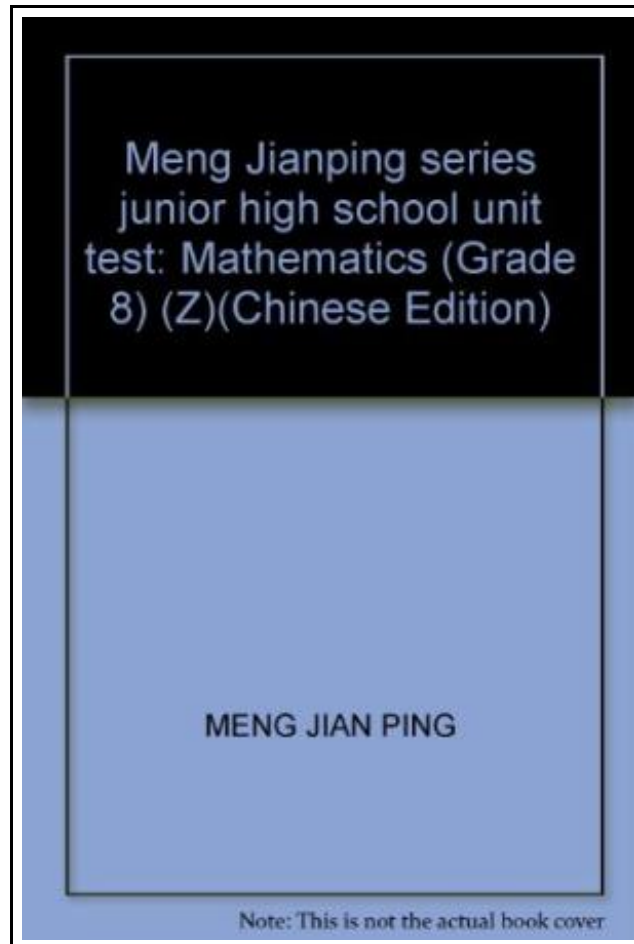 Meng Jianping series
junior high school unit
test: Mathematics (Grade
8) (Z)(Chinese Edition)
MENG JIAN PING
Note: This is not the actual book cover